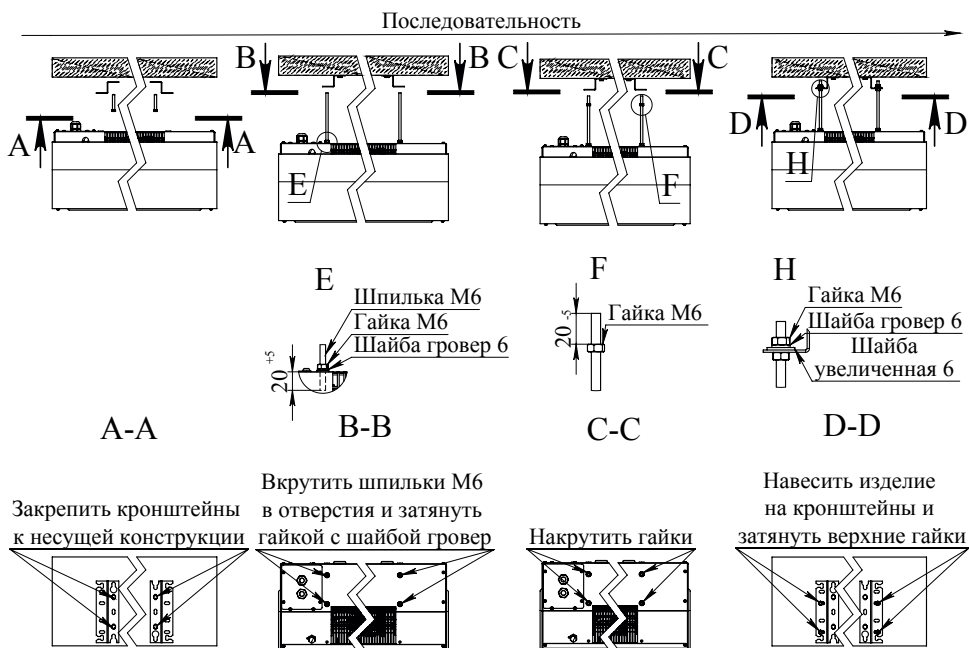 Последовательность
B
B
C
C
A
A
D
D
E
F
H
E
F
H
Шпилька М6
Гайка М6
Шайба гровер 6
20 +5
20 -5
Гайка М6
Гайка М6
Шайба гровер 6
Шайба
увеличенная 6
A-A
B-B
C-C
D-D
Закрепить кронштейны
к несущей конструкции
Вкрутить шпильки М6
в отверстия и затянуть
гайкой с шайбой гровер
Накрутить гайки
Навесить изделие
на кронштейны и
затянуть верхние гайки